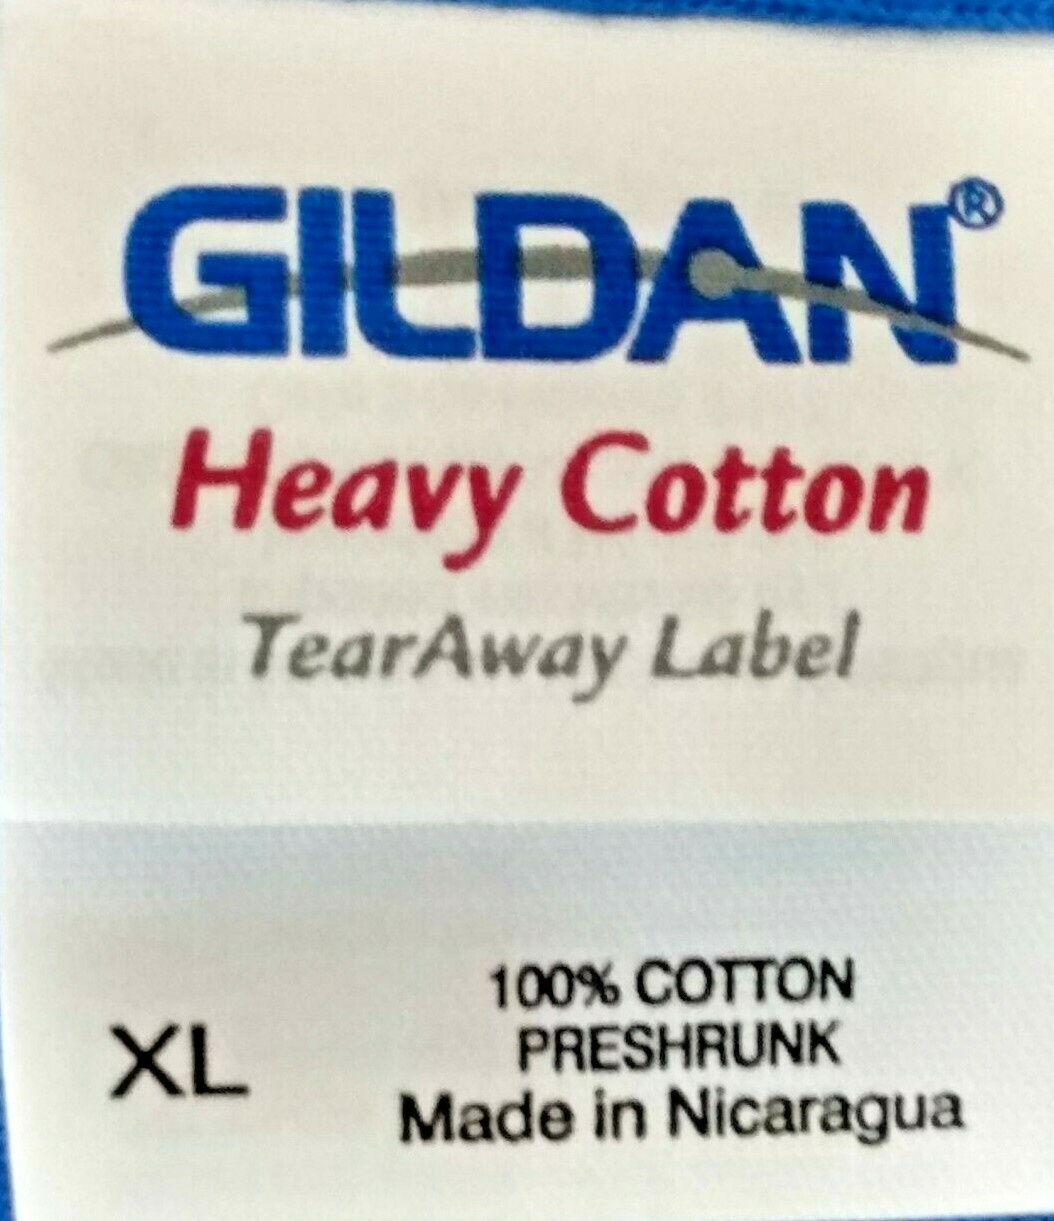 GILDAN®
Heavy Cotton
TearAway Label
XL
100% COTTON
PRESHRUNK
Made in Nicaragua